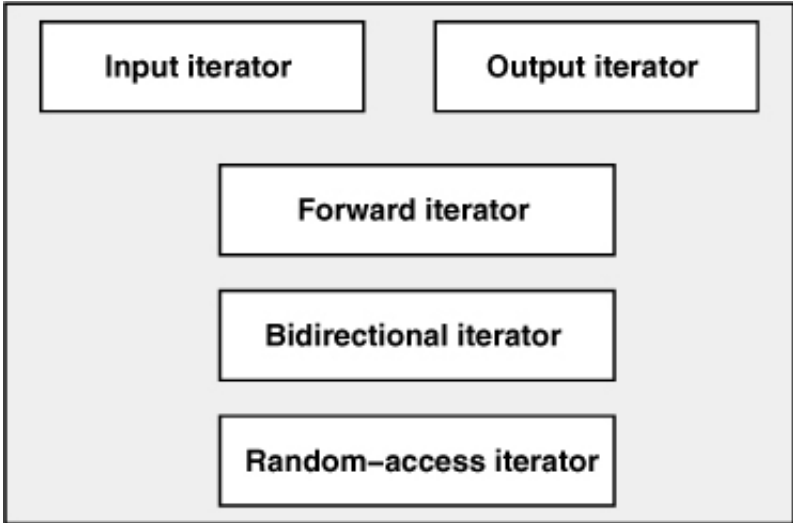 Input iterator
Output iterator
Forward iterator
Bidirectional iterator
Random-access iterator